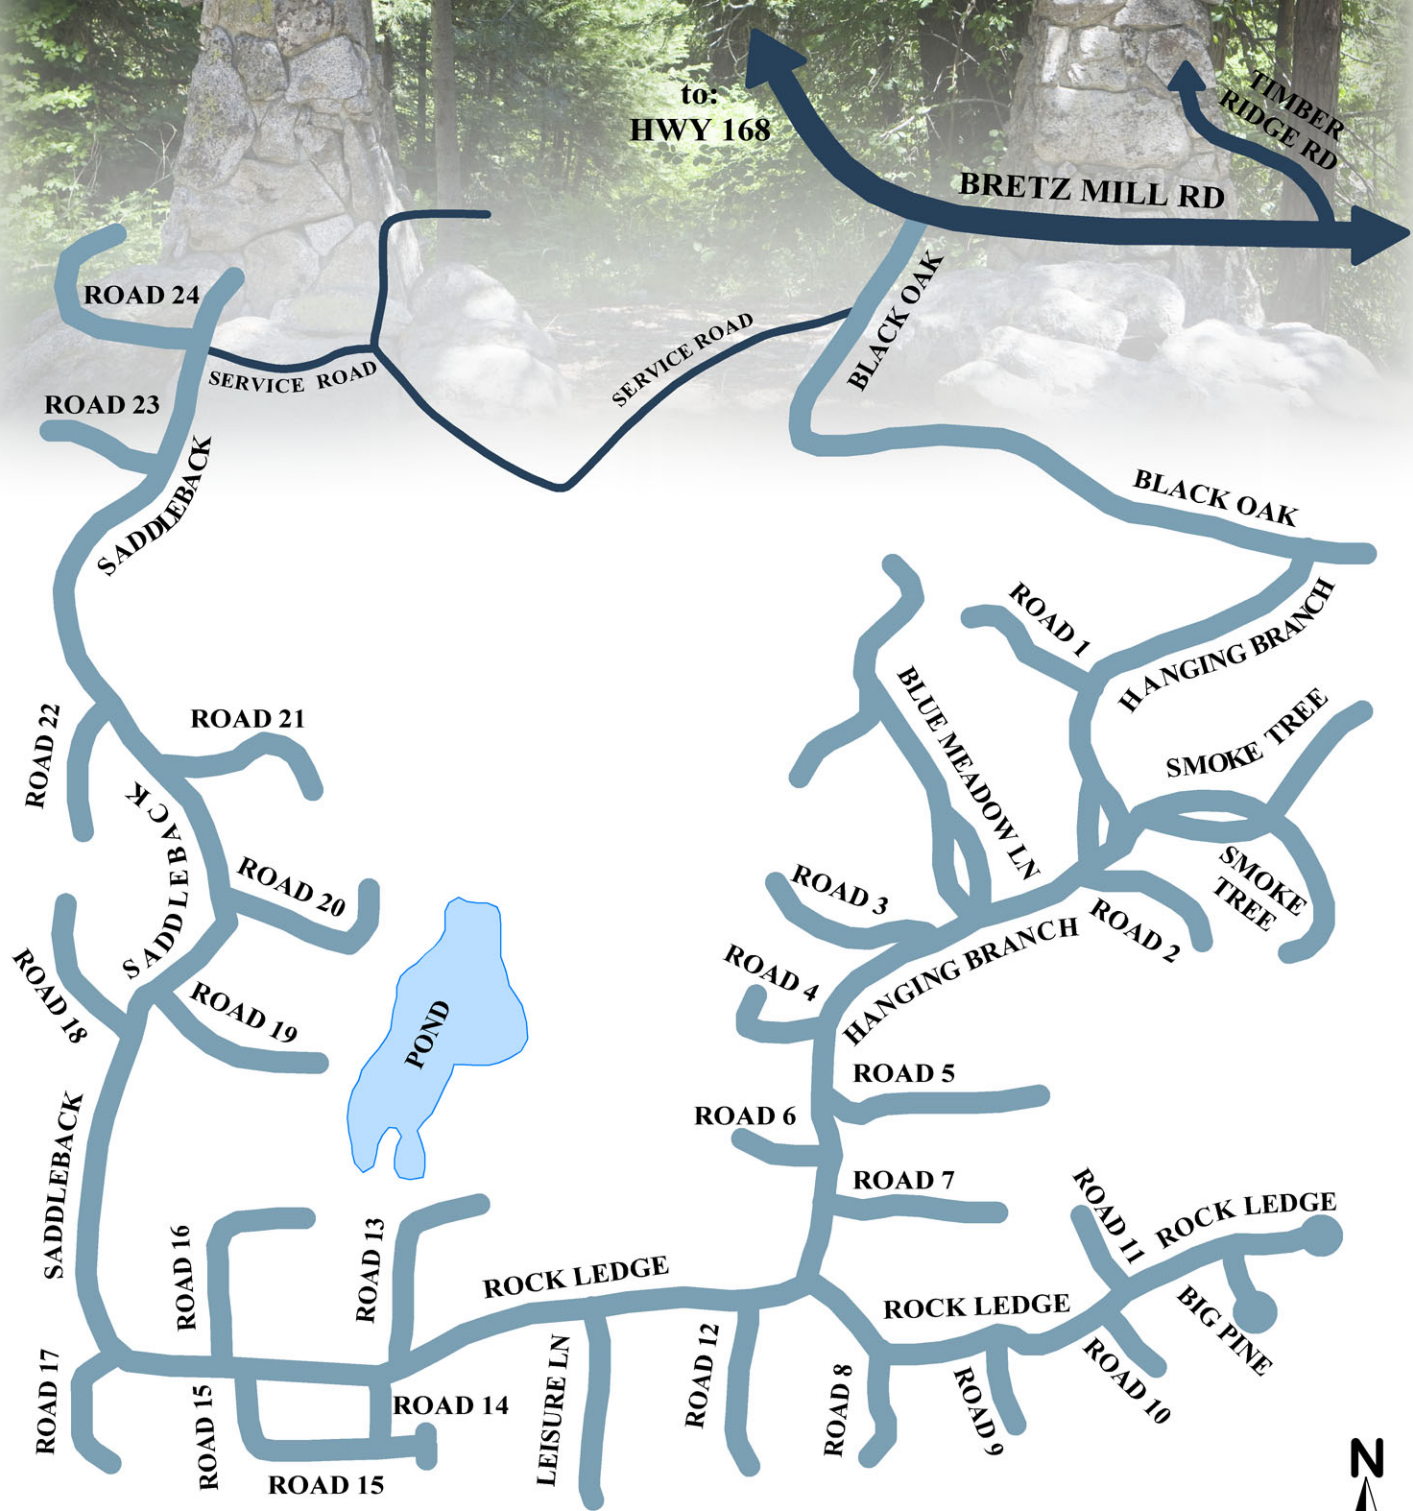 to:
HWY 168
TIMBER
RIDGE RD
BRETZ MILL RD
ROAD 24
SERVICE ROAD
SERVICE ROAD
BLACK OAK
ROAD 23
SADDLEBACK
BLACK OAK
ROAD 1
HANGING BRANCH
BLUE MEADOW LN
SMOKE TREE
ROAD 22
ROAD 21
SADDLEBACK
SMOKE
TREE
ROAD 20
ROAD 3
ROAD 2
HANGING BRANCH
ROAD 4
ROAD 18
ROAD 19
POND
ROAD 5
ROAD 6
SADDLEBACK
ROAD 7
ROAD 11
ROCK LEDGE
ROAD 16
ROAD 13
ROCK LEDGE
ROCK LEDGE
BIG PINE
LEISURE LN
ROAD 12
ROAD 8
ROAD 9
ROAD 10
ROAD 17
ROAD 15
ROAD 14
ROAD 15
N